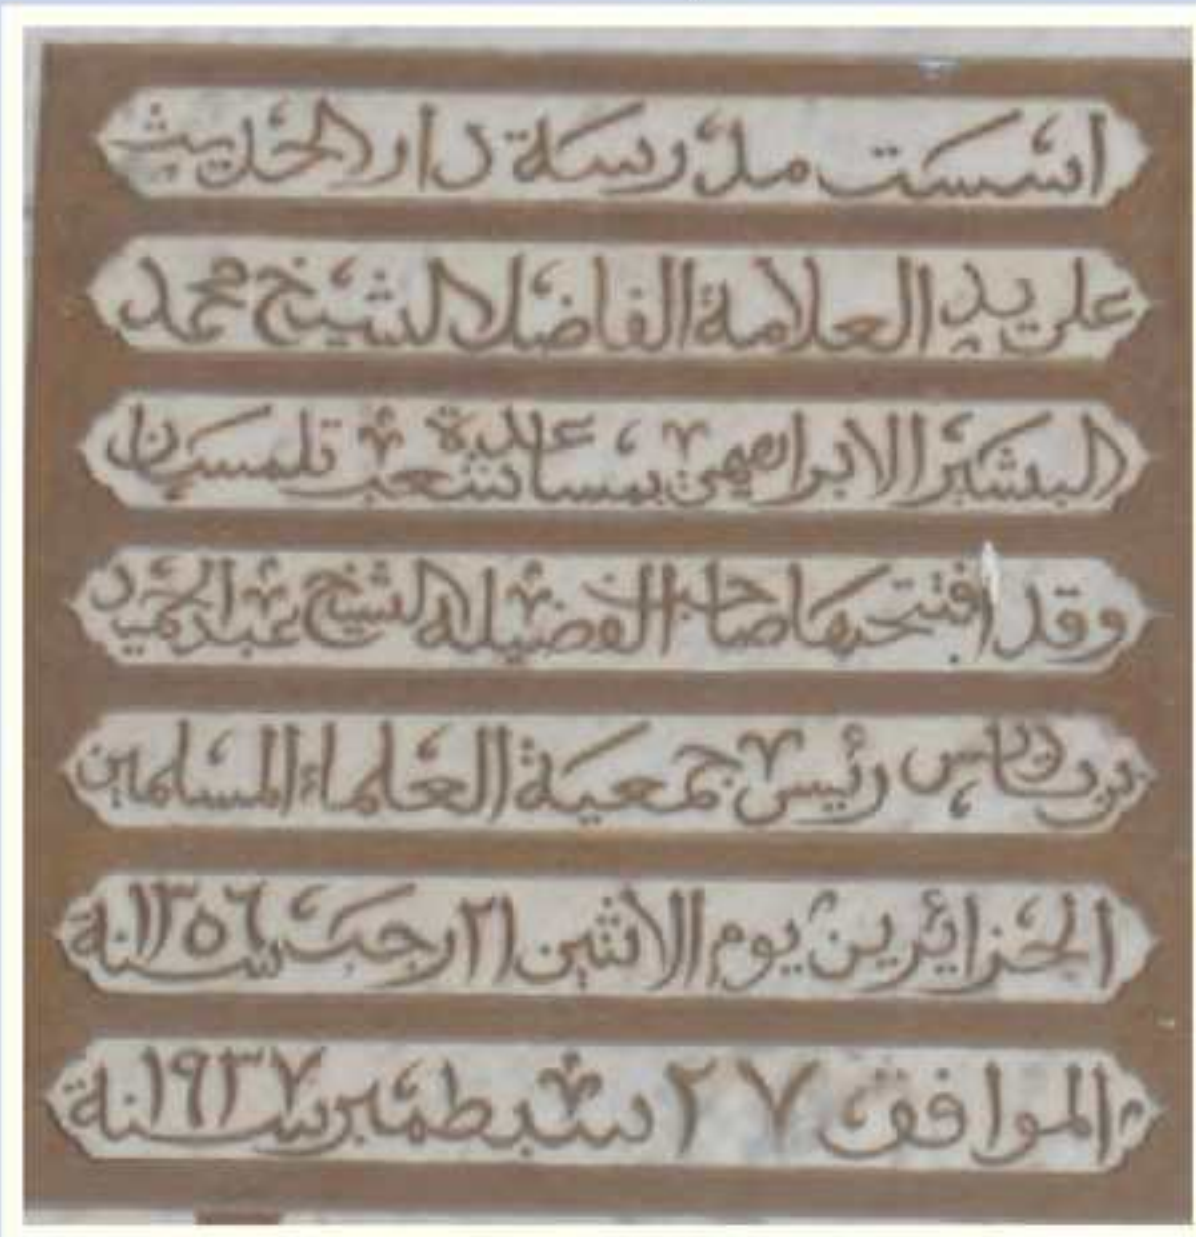 اسست مدرسة دار الحديث
على يد العلامة الفاضل الشيخ محمد
البشير الابراهيمي بمساعدة شعب تلمسان
وقد افتتحها صاحب الفضيلة الشيخ عبد الحميد
بن باديس رئيس جمعية العلماء المسلمين
الجزائريين يوم الاثنين ٢١ رجب سنة ١٣٥٦
الموافق ٢٧ سبطمبر سنة ١٩٣٧